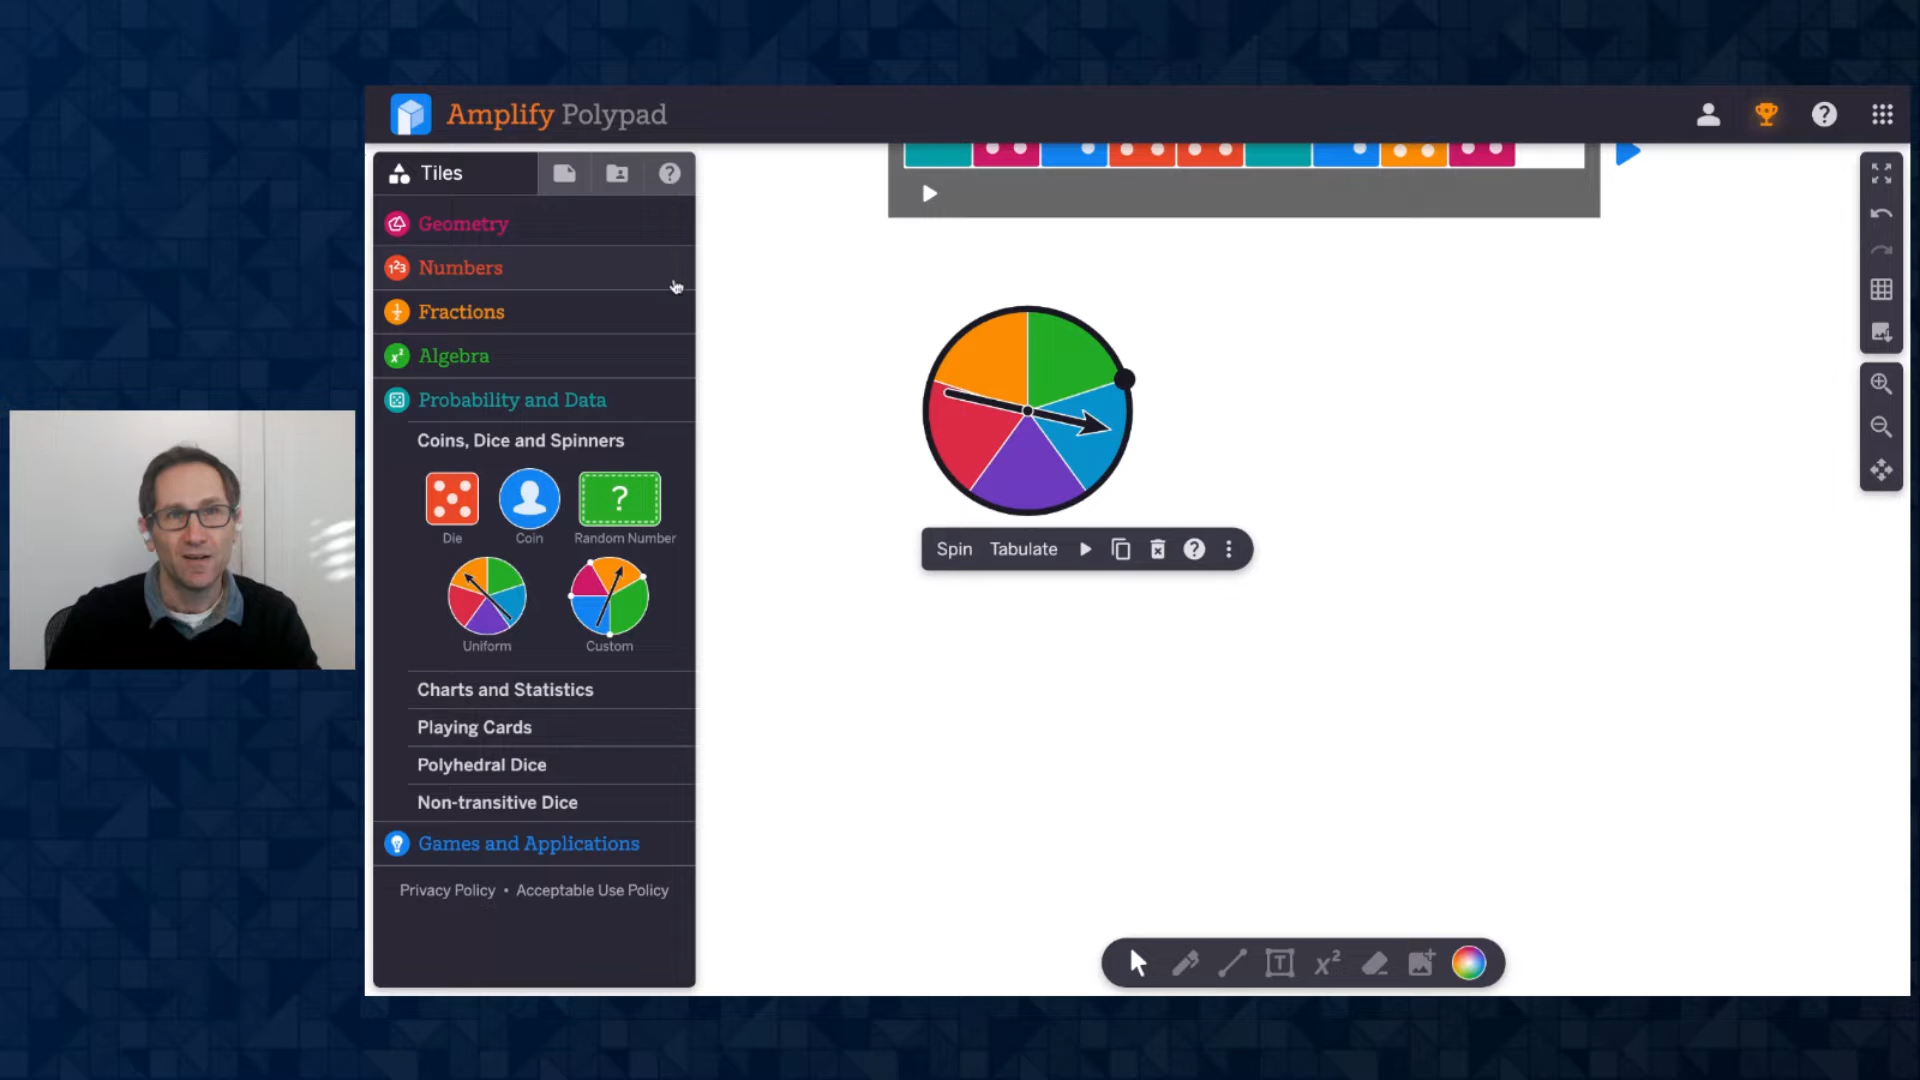 Amplify Polypad
Tiles
Geometry
Numbers
Fractions
Algebra
Probability and Data
Coins, Dice and Spinners
?
Die
Coin
Random Number
Uniform
Custom
Charts and Statistics
Playing Cards
Polyhedral Dice
Non-transitive Dice
Games and Applications
Privacy Policy • Acceptable Use Policy
Spin Tabulate
T x²